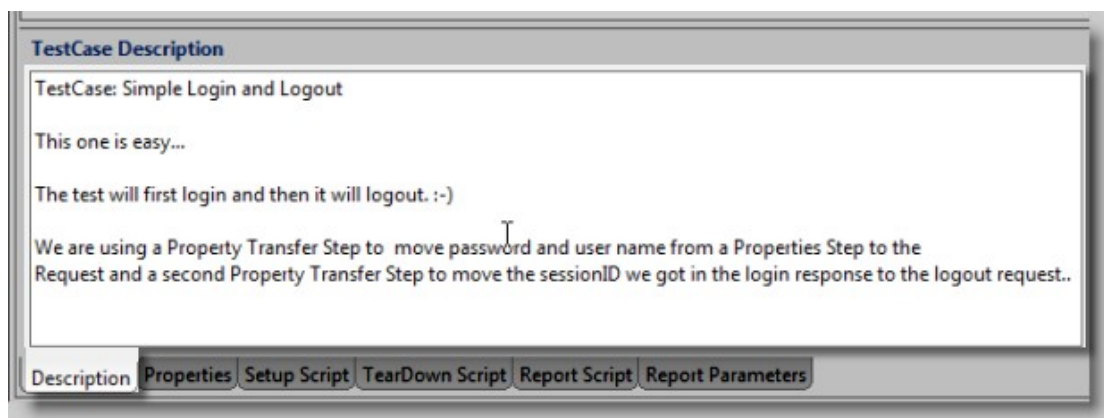 TestCase Description
TestCase: Simple Login and Logout
This one is easy...
The test will first login and then it will logout. :-)
We are using a Property Transfer Step to  move password and user name from a Properties Step to the
Request and a second Property Transfer Step to move the sessionID we got in the login response to the logout request..
Description Properties Setup Script TearDown Script Report Script Report Parameters